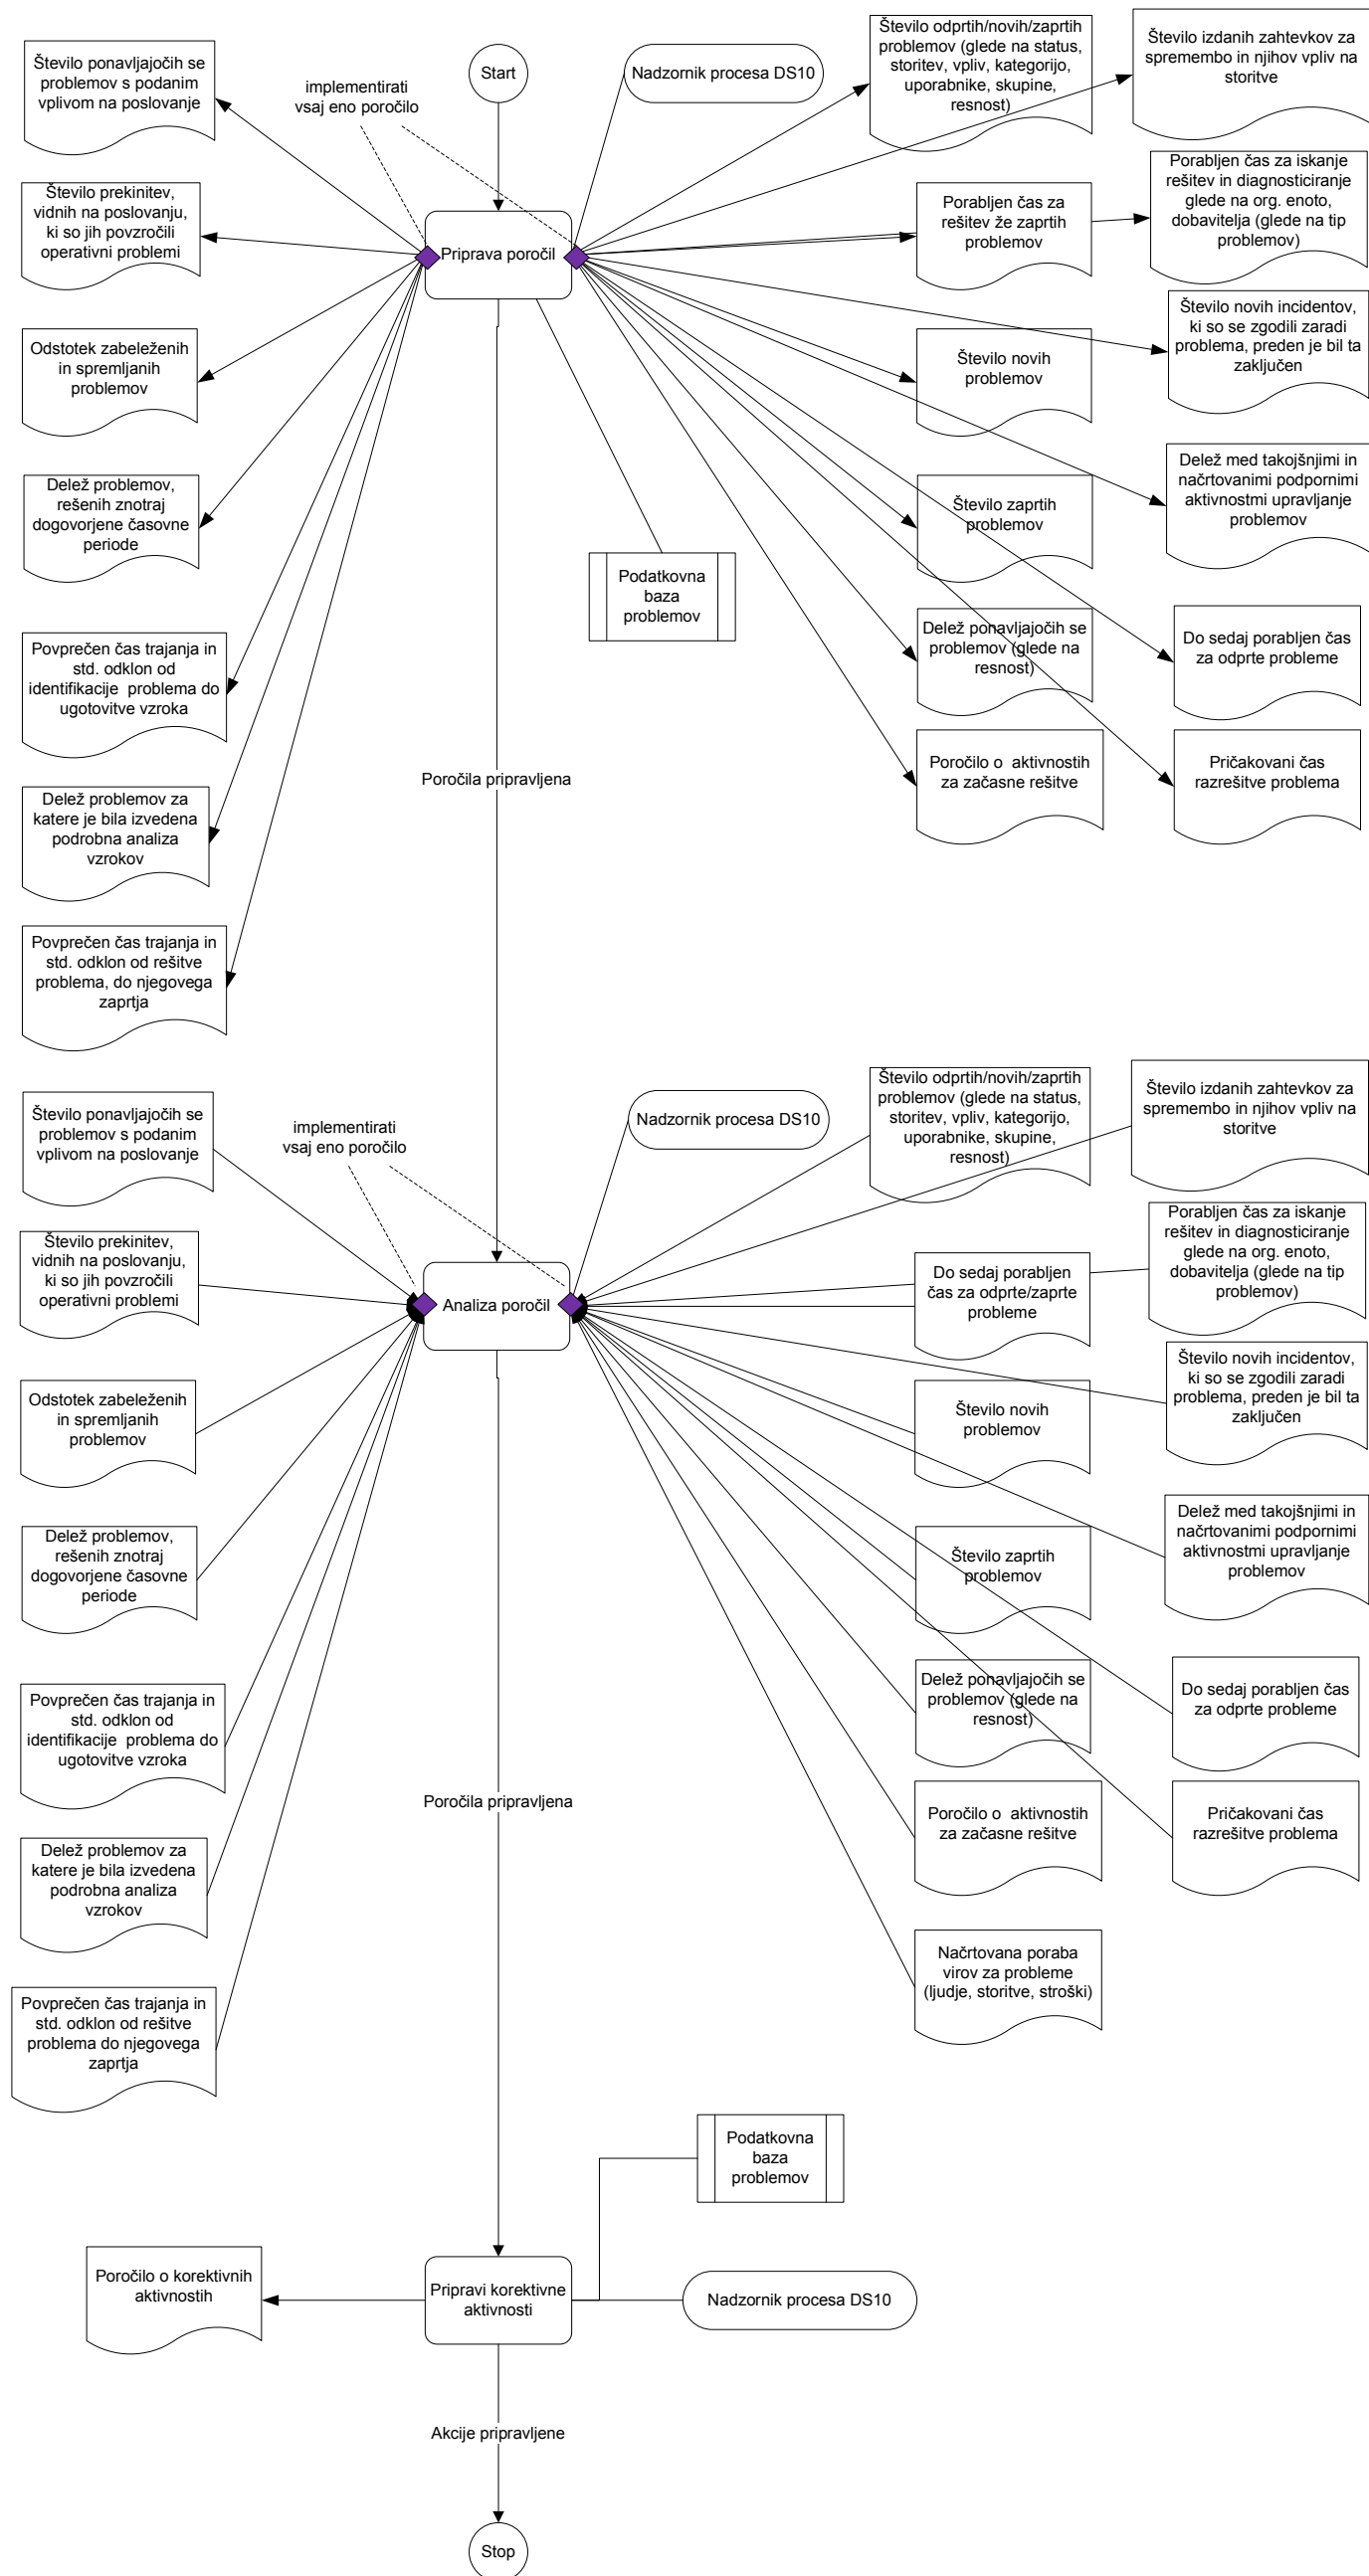 Število ponavljajočih se
problemov s podanim
vplivom na poslovanje
implementirati
vsaj eno poročilo
Start
Nadzornik procesa DS10
Število odprtih/novih/zaprtih
problemov (glede na status,
storitev, vpliv, kategorijo,
uporabnike, skupine,
resnost)
Število izdanih zahtevkov za
spremembo in njihov vpliv na
storitve
Število prekinitev,
vidnih na poslovanju,
ki so jih povzročili
operativni problemi
Priprava poročil
Porabljen čas za
rešitev že zaprtih
problemov
Porabljen čas za iskanje
rešitev in diagnosticiranje
glede na org. enoto,
dobavitelja (glede na tip
problemov)
Odstotek zabeleženih
in spremljanih
problemov
Število novih
problemov
Število novih incidentov,
ki so se zgodili zaradi
problema, preden je bil ta
zaključen
Delež problemov,
rešenih znotraj
dogovorjene časovne
periode
Število zaprtih
problemov
Delež med takojšnjimi in
načrtovanimi podpornimi
aktivnostmi upravljanje
problemov
Podatkovna
baza
problemov
Povprečen čas trajanja in
std. odklon od
identifikacije  problema do
ugotovitve vzroka
Delež ponavljajočih se
problemov (glede na
resnost)
Do sedaj porabljen čas
za odprte probleme
Poročila pripravljena
Poročilo o  aktivnostih
za začasne rešitve
Pričakovani čas
razrešitve problema
Delež problemov za
katere je bila izvedena
podrobna analiza
vzrokov
Povprečen čas trajanja in
std. odklon od rešitve
problema, do njegovega
zaprtja
Število ponavljajočih se
problemov s podanim
vplivom na poslovanje
implementirati
vsaj eno poročilo
Nadzornik procesa DS10
Število odprtih/novih/zaprtih
problemov (glede na status,
storitev, vpliv, kategorijo,
uporabnike, skupine,
resnost)
Število izdanih zahtevkov za
spremembo in njihov vpliv na
storitve
Število prekinitev,
vidnih na poslovanju,
ki so jih povzročili
operativni problemi
Analiza poročil
Do sedaj porabljen
čas za odprte/zaprte
probleme
Porabljen čas za iskanje
rešitev in diagnosticiranje
glede na org. enoto,
dobavitelja (glede na tip
problemov)
Odstotek zabeleženih
in spremljanih
problemov
Število novih
problemov
Število novih incidentov,
ki so se zgodili zaradi
problema, preden je bil ta
zaključen
Delež problemov,
rešenih znotraj
dogovorjene časovne
periode
Število zaprtih
problemov
Delež med takojšnjimi in
načrtovanimi podpornimi
aktivnostmi upravljanje
problemov
Povprečen čas trajanja in
std. odklon od
identifikacije  problema do
ugotovitve vzroka
Delež ponavljajočih se
problemov (glede na
resnost)
Do sedaj porabljen čas
za odprte probleme
Poročila pripravljena
Poročilo o  aktivnostih
za začasne rešitve
Pričakovani čas
razrešitve problema
Delež problemov za
katere je bila izvedena
podrobna analiza
vzrokov
Načrtovana poraba
virov za probleme
(ljudje, storitve, stroški)
Povprečen čas trajanja in
std. odklon od rešitve
problema do njegovega
zaprtja
Podatkovna
baza
problemov
Poročilo o korektivnih
aktivnostih
Pripravi korektivne
aktivnosti
Nadzornik procesa DS10
Akcije pripravljene
Stop